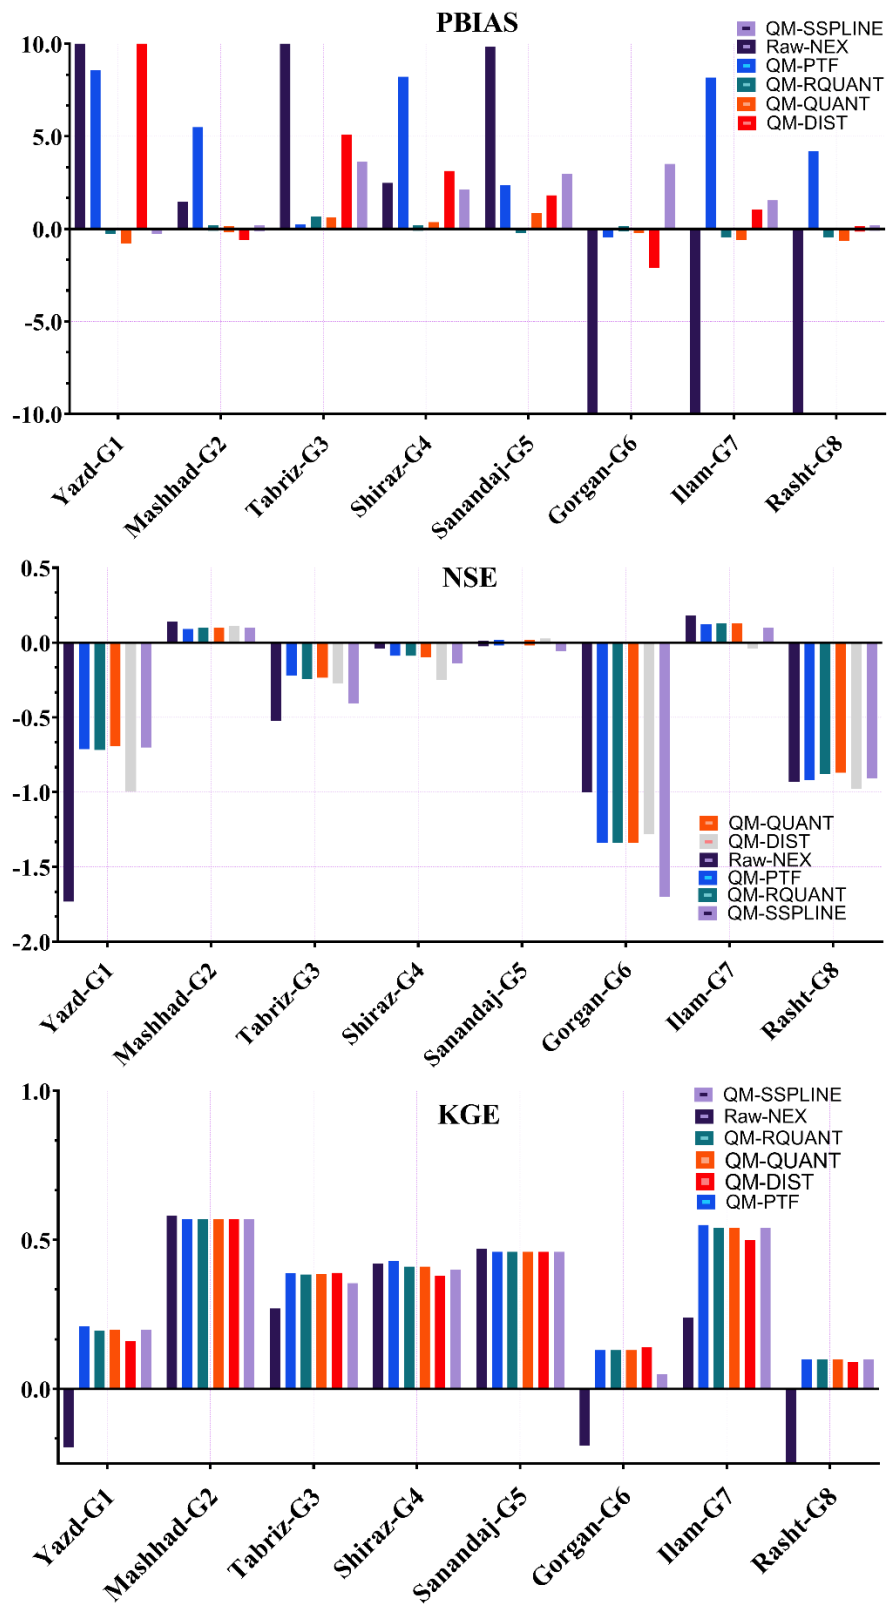 PBIAS
QM-SSPLINE
Raw-NEX
QM-PTF
QM-RQUANT
QM-QUANT
QM-DIST
10.0
5.0
0.0
-5.0
-10.0
Yazd-G1
Mashhad-G2
Tabriz-G3
Shiraz-G4
Sanandaj-G5
Gorgan-G6
Ilam-G7
Rasht-G8
NSE
0.5
0.0
-0.5
-1.0
-1.5
-2.0
QM-QUANT
QM-DIST
Raw-NEX
QM-PTF
QM-RQUANT
QM-SSPLINE
Yazd-G1
Mashhad-G2
Tabriz-G3
Shiraz-G4
Sanandaj-G5
Gorgan-G6
Ilam-G7
Rasht-G8
KGE
QM-SSPLINE
Raw-NEX
QM-RQUANT
QM-QUANT
QM-DIST
QM-PTF
1.0
0.5
0.0
Yazd-G1
Mashhad-G2
Tabriz-G3
Shiraz-G4
Sanandaj-G5
Gorgan-G6
Ilam-G7
Rasht-G8